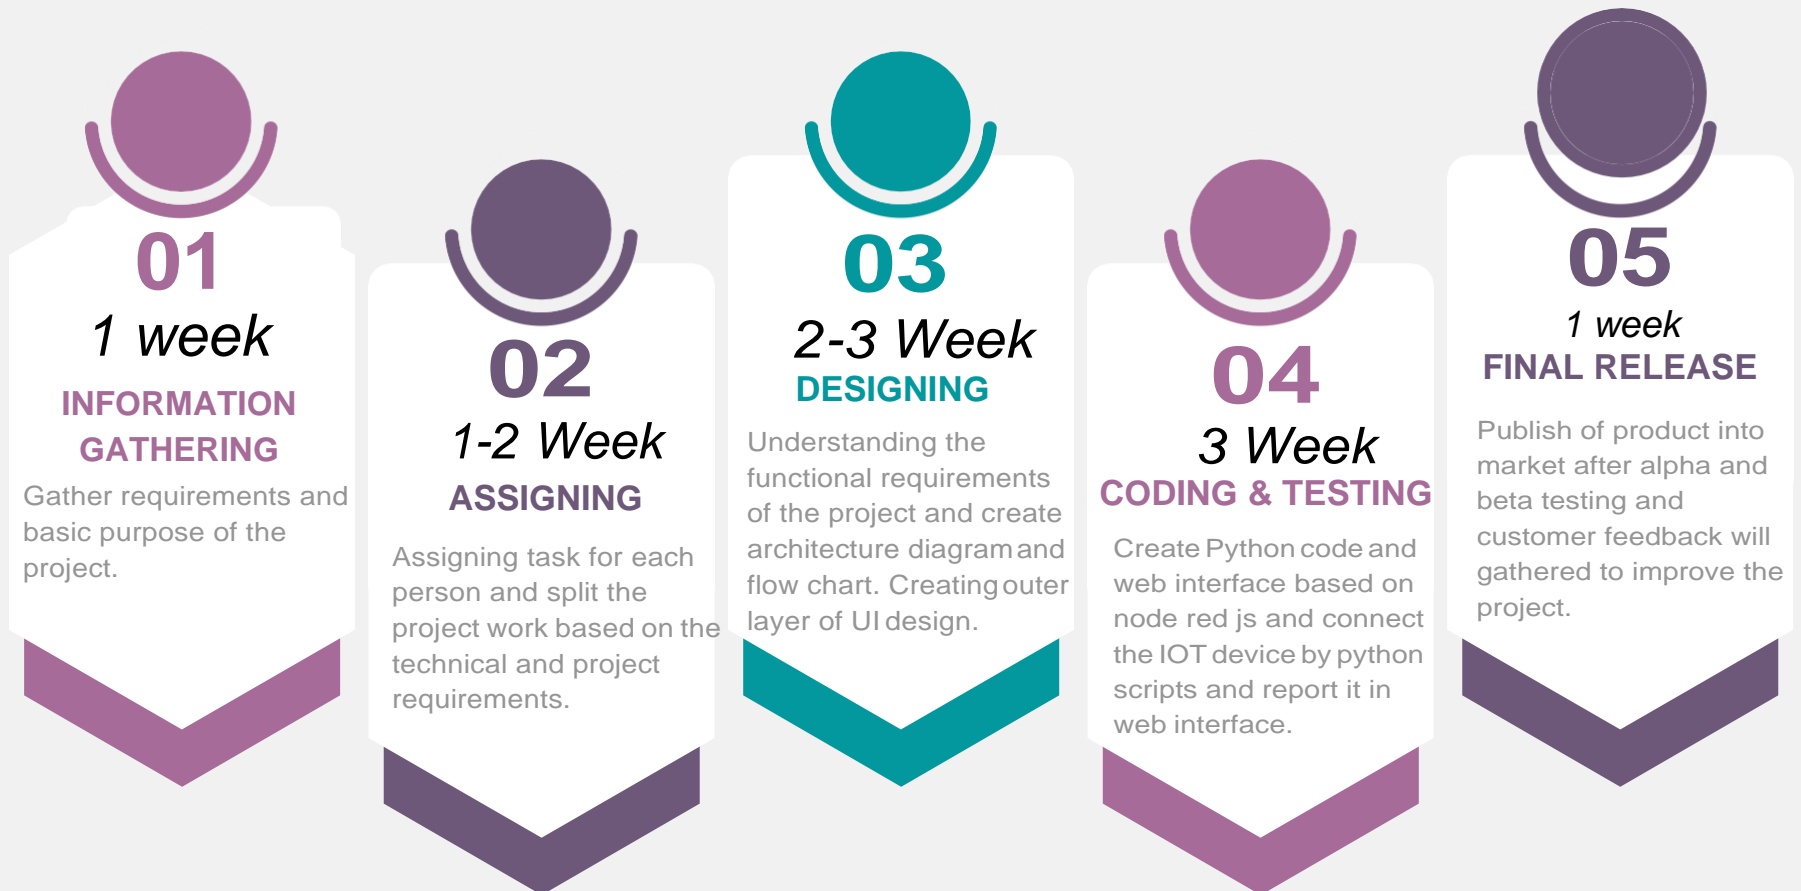 01
1 week
INFORMATION
GATHERING
Gather requirements and
basic purpose of the
project.
02
1-2 Week
ASSIGNING
Assigning task for each
person and split the
project work based on the
technical and project
requirements.
03
2-3 Week
DESIGNING
Understanding the
functional requirements
of the project and create
architecture diagram and
flow chart. Creating outer
layer of UI design.
04
3 Week
CODING & TESTING
Create Python code and
web interface based on
node red js and connect
the IOT device by python
scripts and report it in
web interface.
05
1 week
FINAL RELEASE
Publish of product into
market after alpha and
beta testing and
customer feedback will
gathered to improve the
project.